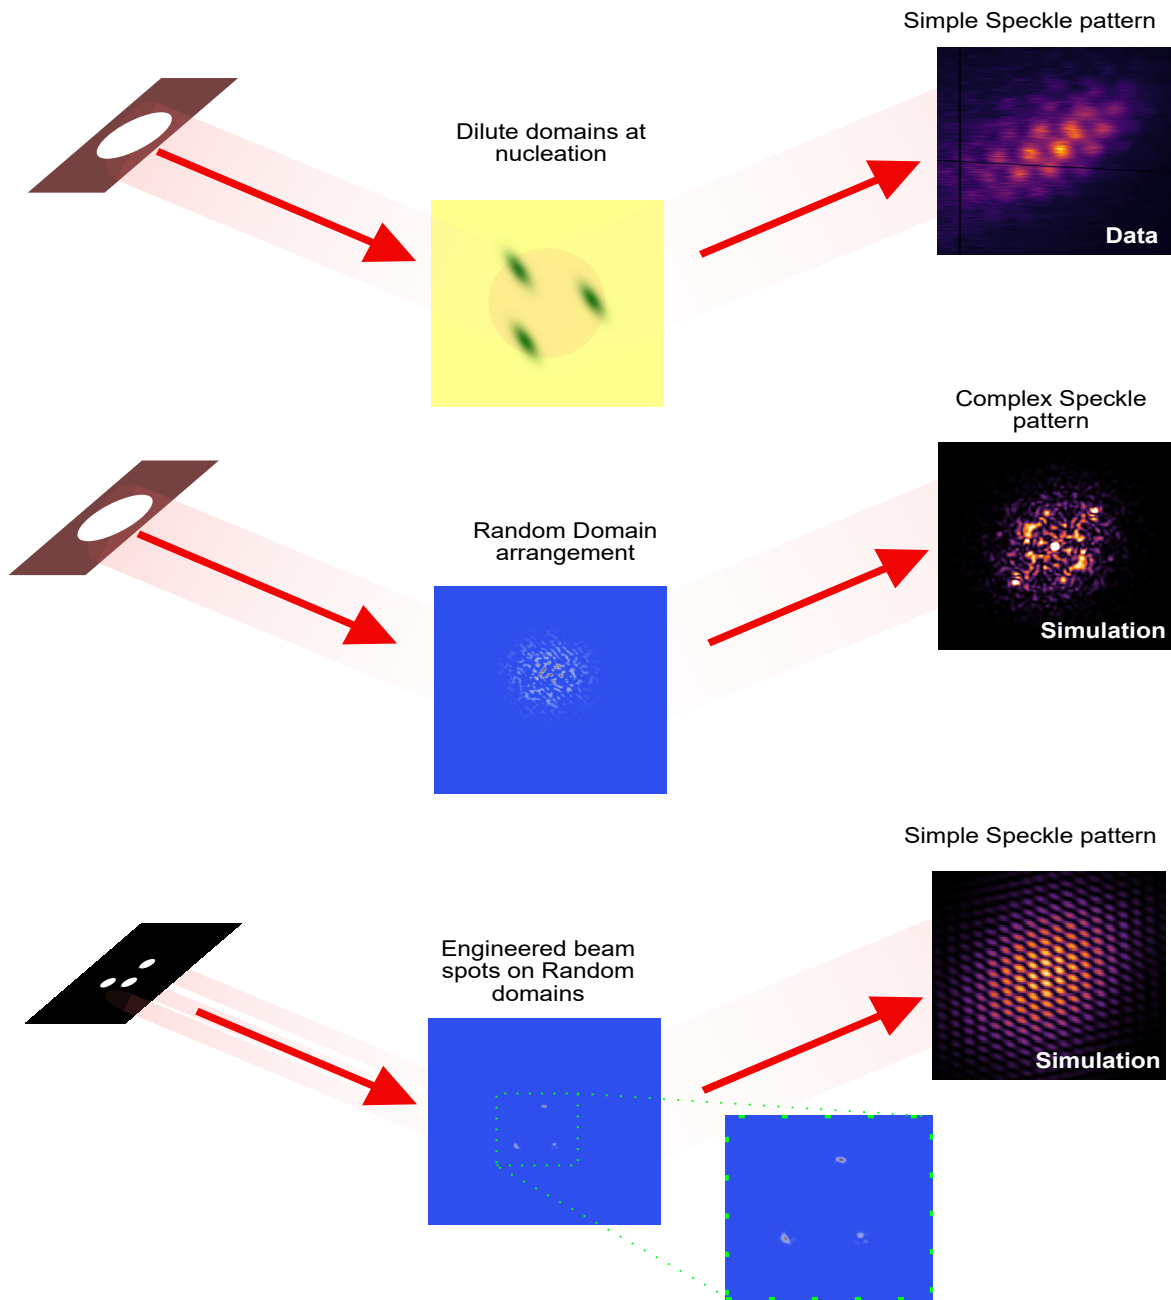 Simple Speckle pattern
Dilute domains at
nucleation
Data
Complex Speckle
pattern
Random Domain
arrangement
Simulation
Simple Speckle pattern
Engineered beam
spots on Random
domains
Simulation